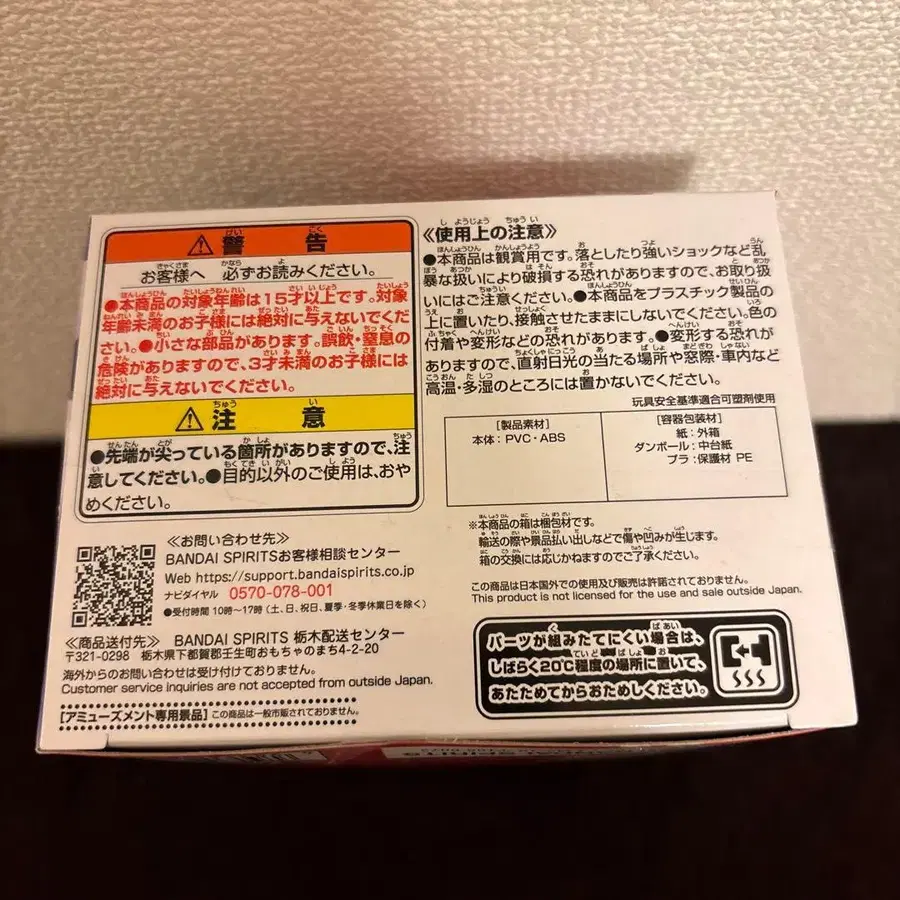 ⚠警告
お客様へ 必ずお読みください。
●本商品の対象年齢は15才以上です。対象
年齢未満のお子様には絶対に与えないでくだ
さい。●小さな部品があります。誤飲・窒息の
危険がありますので、3才未満のお子様には
絶対に与えないでください。
⚠注意
●先端が尖っている箇所がありますので、注
意してください。●目的以外のご使用は、おや
めください。
≪お問い合わせ先≫
BANDAI SPIRITSお客様相談センター
Web https://support.bandaispirits.co.jp
ナビダイヤル 0570-078-001
●受付時間 10時〜17時(土、日、祝日、夏季・冬季休業日を除く)
≪商品送付先≫ BANDAI SPIRITS 栃木配送センター
〒321-0298 栃木県下都賀郡壬生町おもちゃのまち4-2-20
海外からのお問い合わせは受け付けておりません。
Customer service inquiries are not accepted from outside Japan.
[アミューズメント専用景品] この商品は一般市販されておりません。
≪使用上の注意≫
●本商品は観賞用です。落としたり強いショックなど乱
暴な扱いにより破損する恐れがありますので、お取り扱
いにはご注意ください。●本商品をプラスチック製品の
上に置いたり、接触させたままにしないでください。色の
付着や変形などの恐れがあります。●変形する恐れが
ありますので、直射日光の当たる場所や窓際・車内など
高温・多湿のところには置かないでください。
玩具安全基準適合可塑剤使用
[製品素材]
本体:PVC・ABS
[容器包装材]
紙:外箱
ダンボール:中台紙
プラ:保護材 PE
※本商品の箱は梱包材です。
輸送の際や景品払い出しなどで傷や凹みが生じます。
箱の交換には応じかねますのでご了承ください。
この商品は日本国外での使用及び販売は許諾されておりません。
This product is not licensed for the use and sale outside Japan.
パーツが組みたてにくい場合は、
しばらく20℃程度の場所に置いて、
あたためてからおためしください。